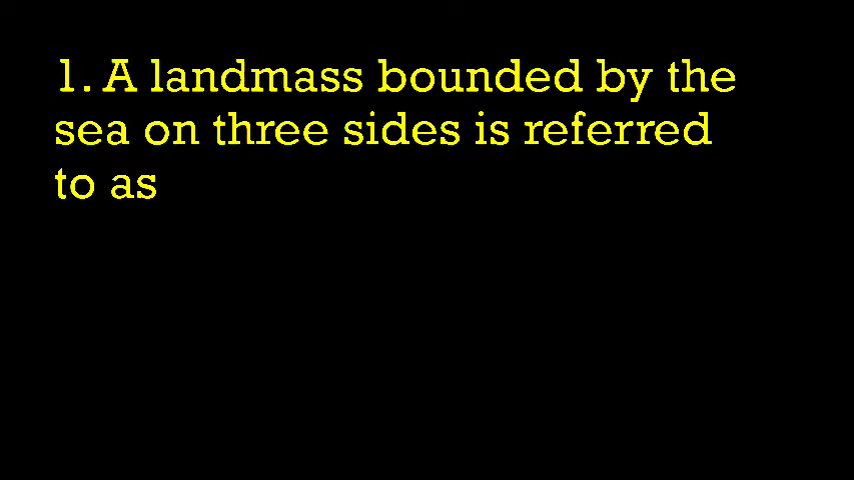 1. A landmass bounded by the
sea on three sides is referred
to as